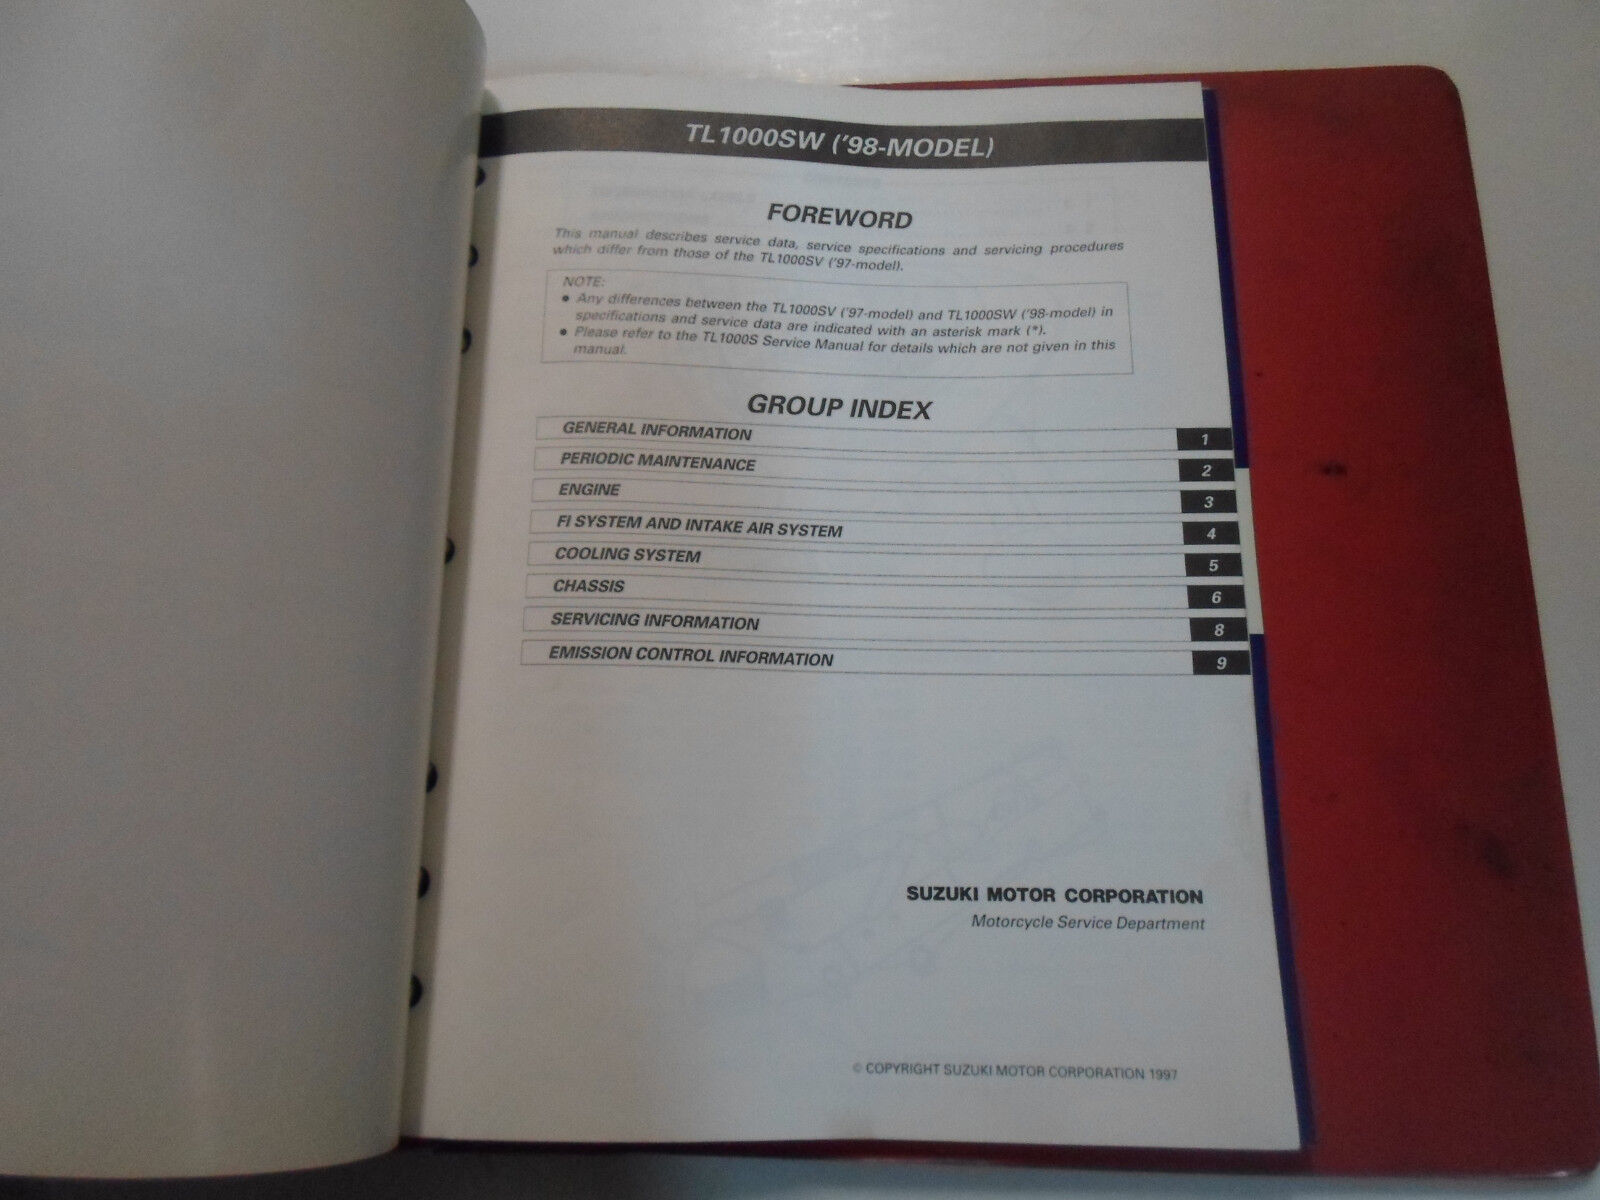 TL1000SW ('98-MODEL)
FOREWORD
This manual describes service data, service specifications and servicing procedures
which differ from those of the TL1000SV ('97-model).
NOTE:
● Any differences between the TL1000SV ('97-model) and TL1000SW ('98-model) in
specifications and service data are indicated with an asterisk mark (*).
● Please refer to the TL1000S Service Manual for details which are not given in this
manual.
GROUP INDEX
GENERAL INFORMATION 1
PERIODIC MAINTENANCE 2
ENGINE 3
FI SYSTEM AND INTAKE AIR SYSTEM 4
COOLING SYSTEM 5
CHASSIS 6
SERVICING INFORMATION 8
EMISSION CONTROL INFORMATION 9
SUZUKI MOTOR CORPORATION
Motorcycle Service Department
© COPYRIGHT SUZUKI MOTOR CORPORATION 1997